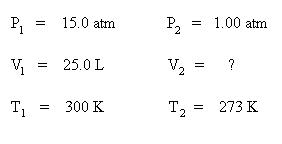 P₁ = 15.0 atm P₂ = 1.00 atm
V₁ = 25.0 L V₂ = ?
T₁ = 300 K T₂ = 273 K